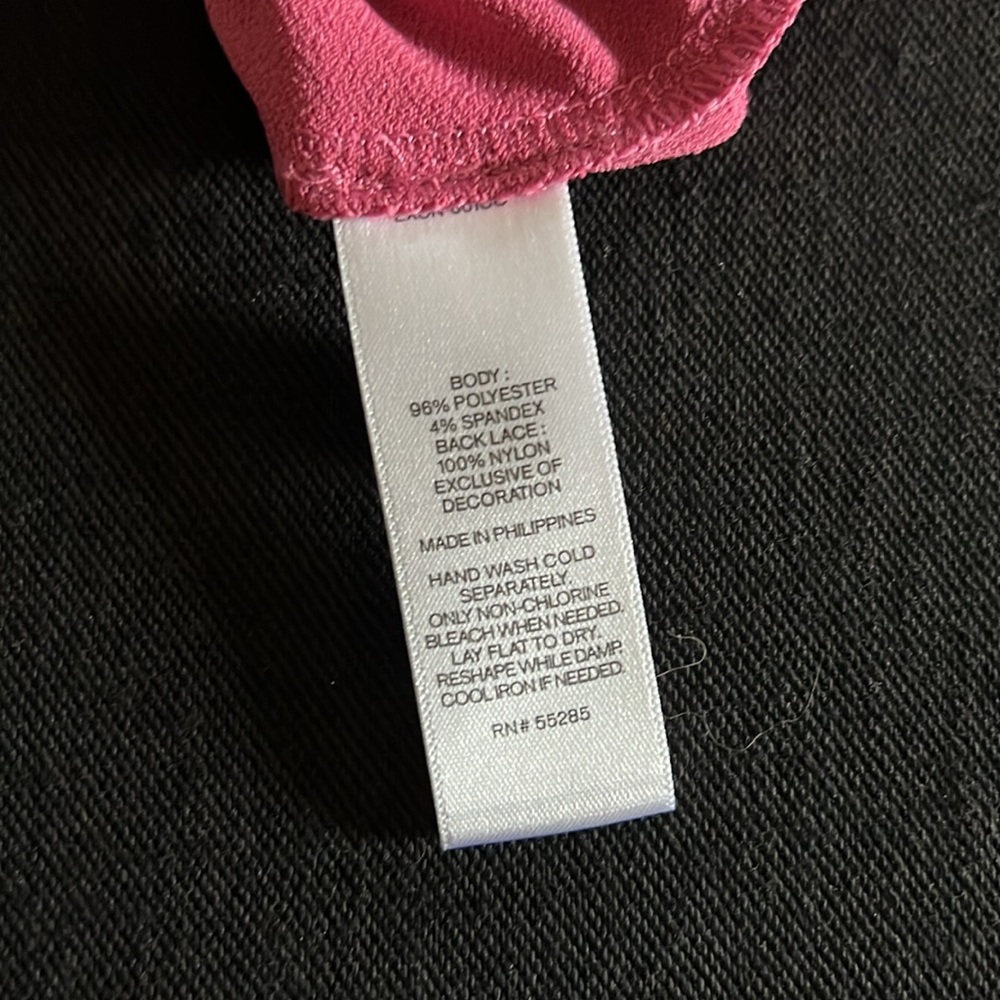 BODY :
96% POLYESTER
4% SPANDEX
BACK LACE :
100% NYLON
EXCLUSIVE OF
DECORATION
MADE IN PHILIPPINES
HAND WASH COLD
SEPARATELY.
ONLY NON-CHLORINE
BLEACH WHEN NEEDED.
LAY FLAT TO DRY.
RESHAPE WHILE DAMP.
COOL IRON IF NEEDED.
RN# 55285